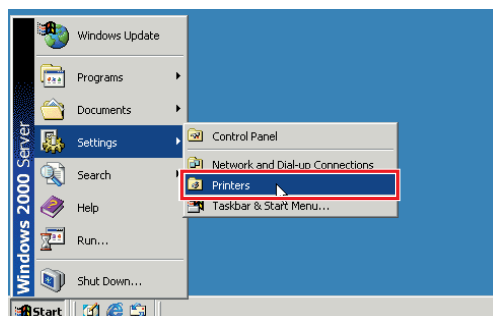 Windows 2000 Server
Windows Update
Programs
Documents
Settings
Search
Help
Run...
Shut Down...
Control Panel
Network and Dial-up Connections
Printers
Taskbar & Start Menu...
Start